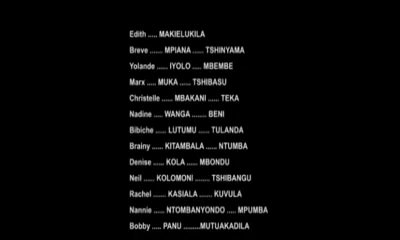 Edith ..... MAKIELUKILA
Breve ....... MPIANA ...... TSHINYAMA
Yolande ..... IYOLO ..... MBEMBE
Marx ...... MUKA ...... TSHIBASU
Christelle ...... MBAKANI ...... TEKA
Nadine ..... WANGA ........ BENI
Bibiche ...... LUTUMU ...... TULANDA
Brainy ...... KITAMBALA ...... NTUMBA
Denise ...... KOLA ...... MBONDU
Neil ...... KOLOMONI ........ TSHIBANGU
Rachel ...... KASIALA ...... KUVULA
Nannie ...... NTOMBANYONDO ..... MPUMBA
Bobby ..... PANU ........MUTUAKADILA